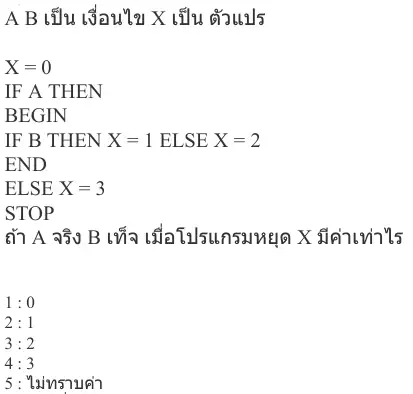 A B เป็น เงื่อนไข X เป็น ตัวแปร
X = 0
IF A THEN
BEGIN
IF B THEN X = 1 ELSE X = 2
END
ELSE X = 3
STOP
ถ้า A จริง B เท็จ เมื่อโปรแกรมหยุด X มีค่าเท่าไร
1 : 0
2 : 1
3 : 2
4 : 3
5 : ไม่ทราบค่า